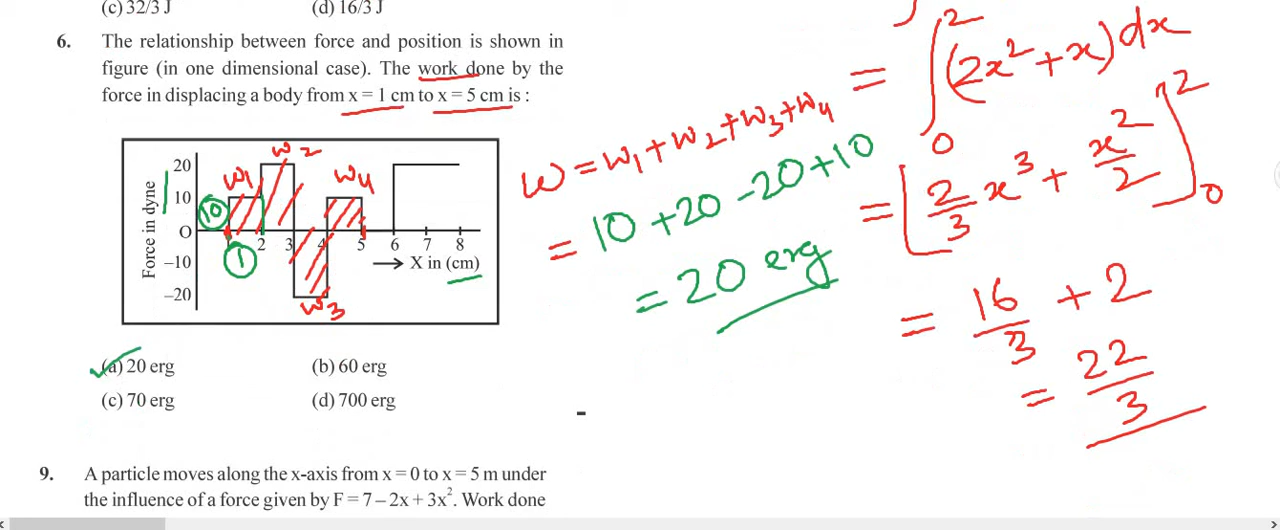 (c) 32/3 J (d) 16/3 J
6. The relationship between force and position is shown in
figure (in one dimensional case). The work done by the
force in displacing a body from x = 1 cm to x = 5 cm is :
Force in dyne
20
10
O
–10
–20
2 3 4 5 6 7 8
→ X in (cm)
10
1
W1
W2
W3
W4
(a) 20 erg (b) 60 erg
(c) 70 erg (d) 700 erg
W = W1 + W2 + W3 + W4
= 10 + 20 - 20 + 10
= 20 erg
= ∫₀² (2x² + x) dx
= [2/3 x³ + x²/2]₀²
= 16/3 + 2
= 22/3
9. A particle moves along the x-axis from x = 0 to x = 5 m under
the influence of a force given by F = 7 – 2x + 3x². Work done